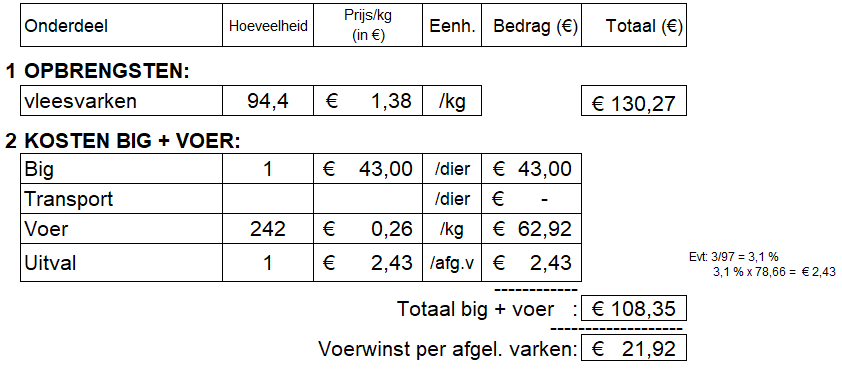 Onderdeel Hoeveelheid Prijs/kg (in €) Eenh. Bedrag (€) Totaal (€)
1 OPBRENGSTEN:
vleesvarken 94,4 € 1,38 /kg € 130,27
2 KOSTEN BIG + VOER:
Big 1 € 43,00 /dier € 43,00
Transport /dier € -
Voer 242 € 0,26 /kg € 62,92
Uitval 1 € 2,43 /afg.v € 2,43
Evt: 3/97 = 3,1 %
3,1 % x 78,66 = € 2,43
------------
Totaal big + voer : € 108,35
-------------------
Voerwinst per afgel. varken: € 21,92